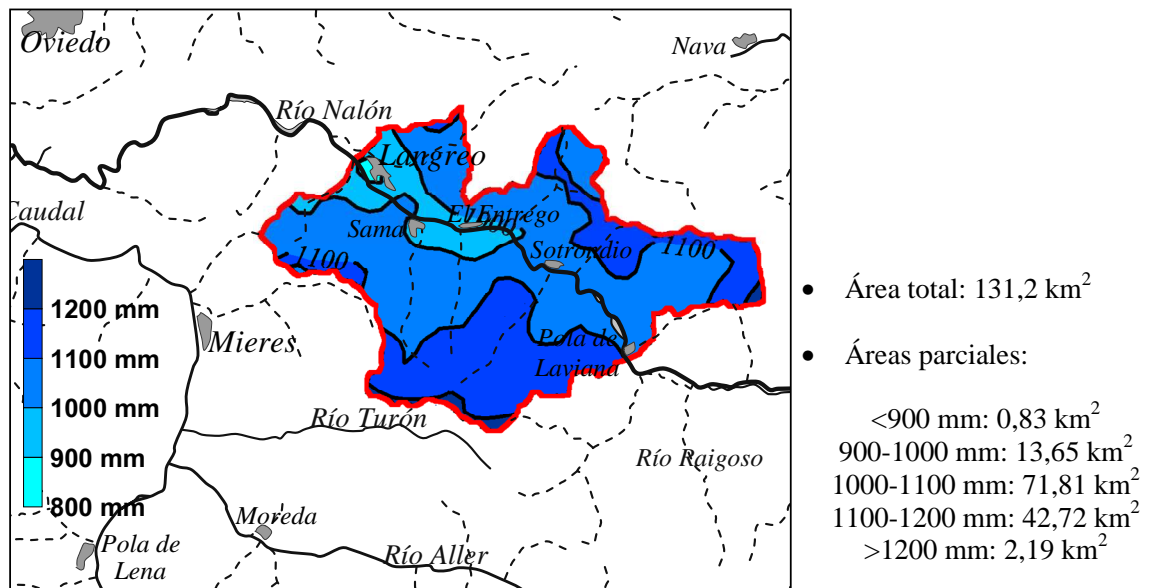 Oviedo
Nava
Río Nalón
Langreo
Caudal
El Entrego
Sama
Sotrondio
1100
1100
1200 mm
1100 mm
1000 mm
900 mm
800 mm
Mieres
Pola de
Laviana
Río Turón
Río Raigoso
Moreda
Río Aller
Pola de
Lena
• Área total: 131,2 km²
• Áreas parciales:
<900 mm: 0,83 km²
900-1000 mm: 13,65 km²
1000-1100 mm: 71,81 km²
1100-1200 mm: 42,72 km²
>1200 mm: 2,19 km²